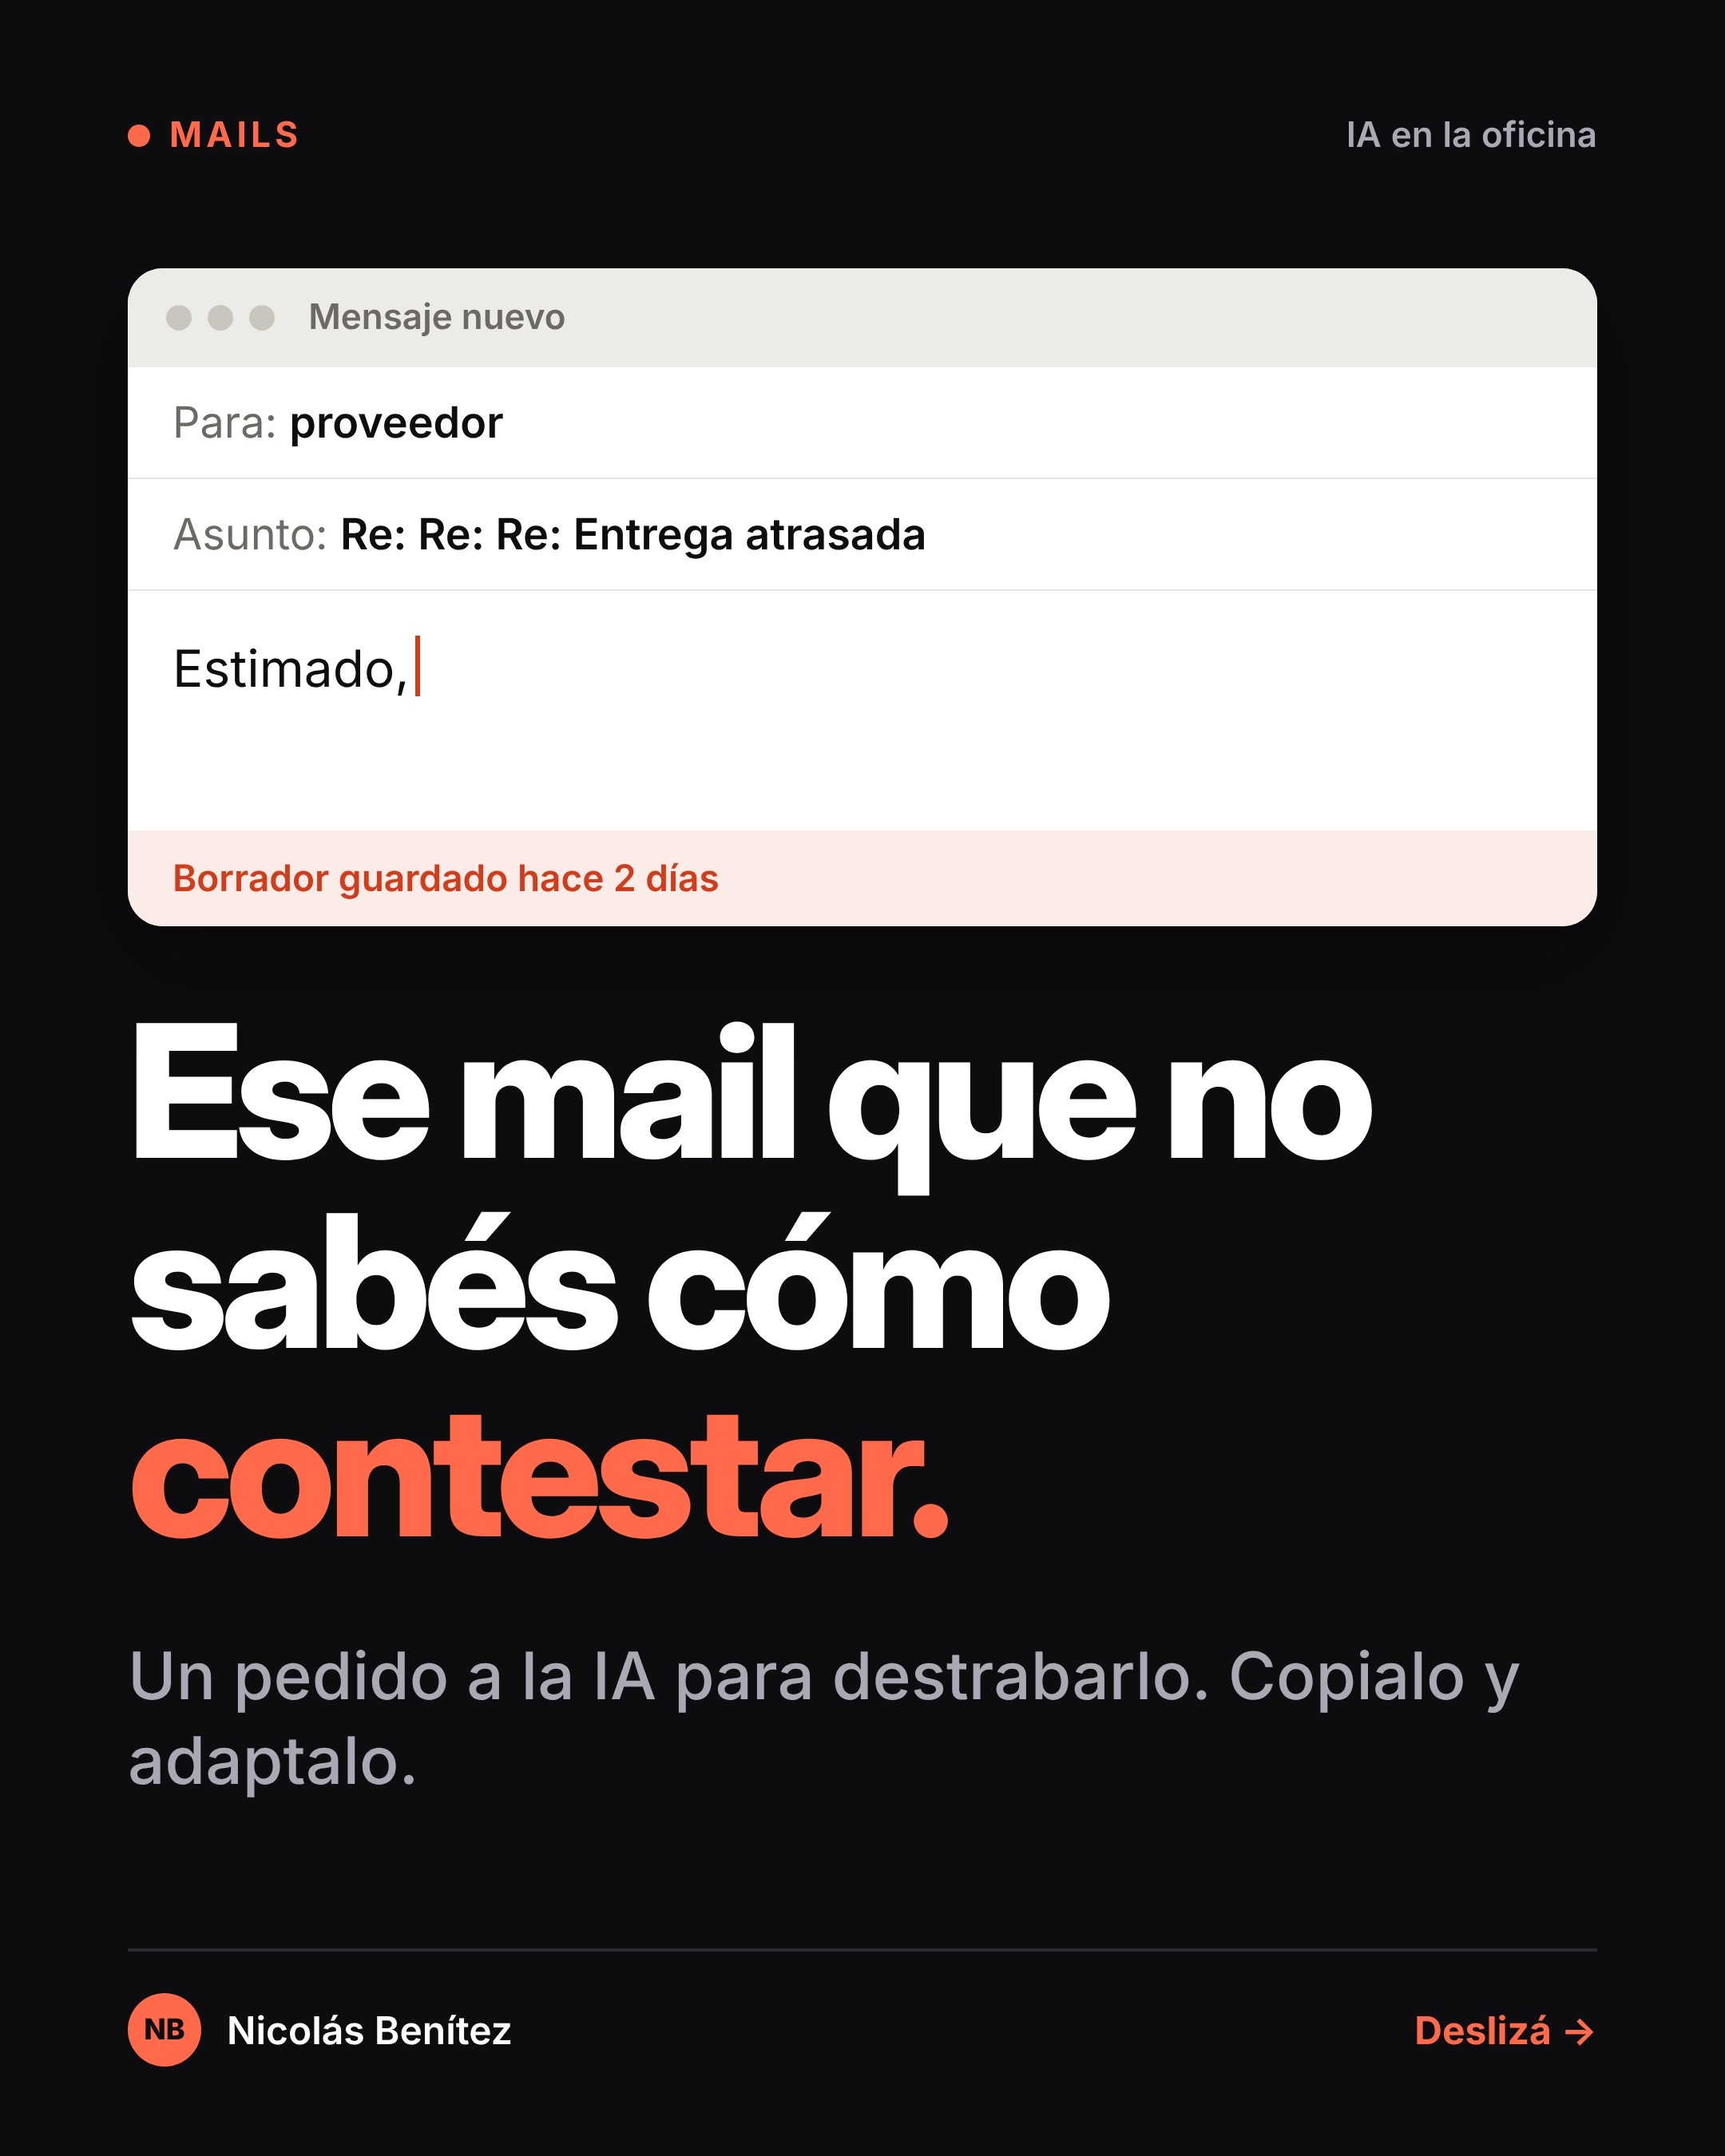 MAILS
IA en la oficina
Mensaje nuevo
Para: proveedor
Asunto: Re: Re: Re: Entrega atrasada
Estimado,
Borrador guardado hace 2 días
Ese mail que no
sabés cómo
contestar.
Un pedido a la IA para destrabarlo. Copialo y
adaptalo.
NB
Nicolás Benítez
Deslizá →